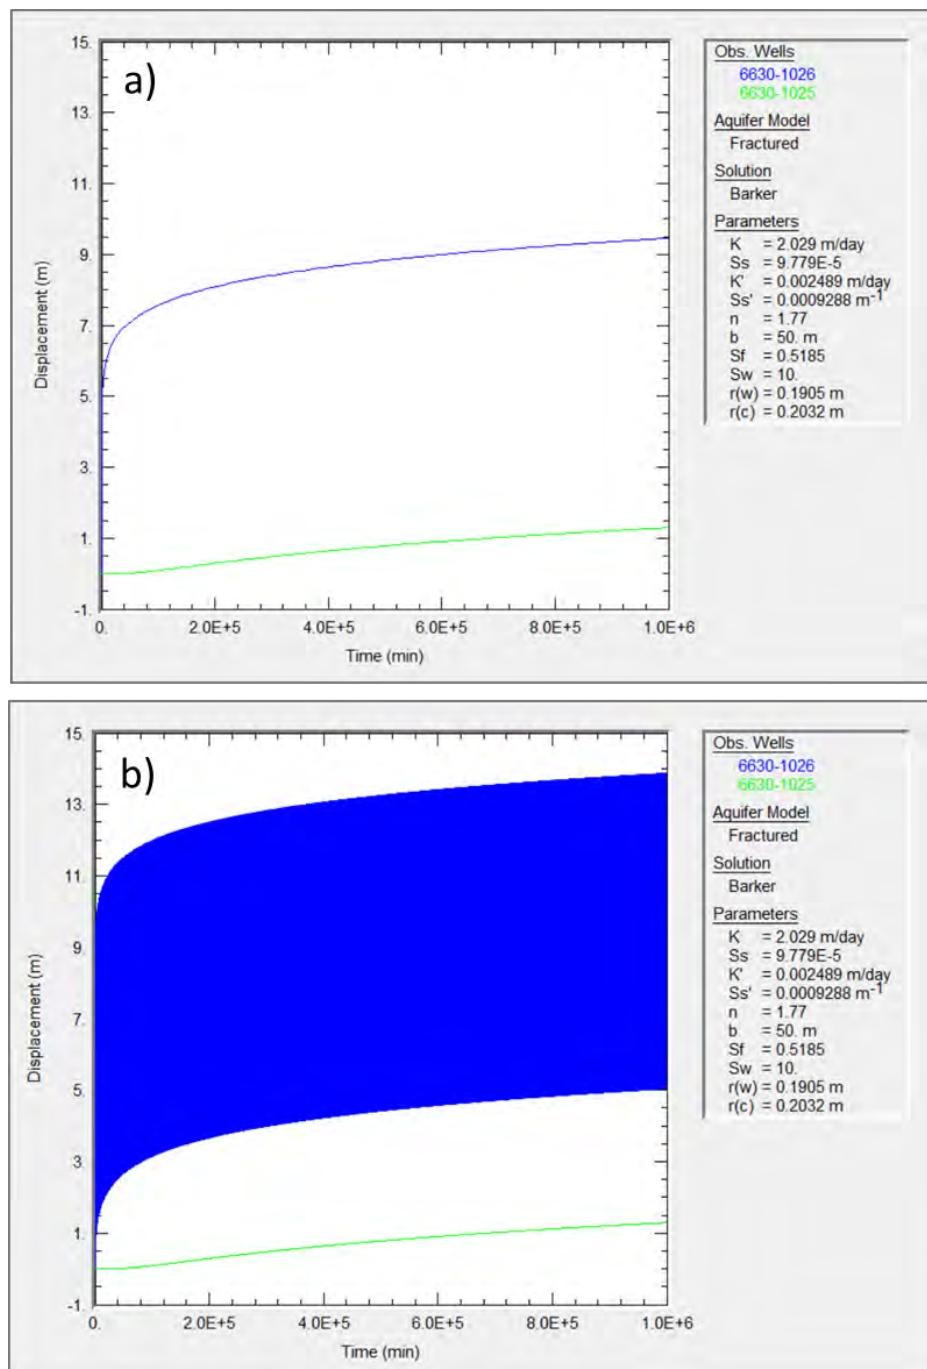 a)
15.
13.
11.
9.
7.
5.
3.
1.
-1.
Displacement (m)
0.
2.0E+5
4.0E+5
6.0E+5
8.0E+5
1.0E+6
Time (min)
Obs. Wells
6630-1026
6630-1025
Aquifer Model
Fractured
Solution
Barker
Parameters
K = 2.029 m/day
Ss = 9.779E-5
K' = 0.002489 m/day
Ss' = 0.0009288 m-1
n = 1.77
b = 50. m
Sf = 0.5185
Sw = 10.
r(w) = 0.1905 m
r(c) = 0.2032 m
b)
15.
13.
11.
9.
7.
5.
3.
1.
-1.
Displacement (m)
0.
2.0E+5
4.0E+5
6.0E+5
8.0E+5
1.0E+6
Time (min)
Obs. Wells
6630-1026
6630-1025
Aquifer Model
Fractured
Solution
Barker
Parameters
K = 2.029 m/day
Ss = 9.779E-5
K' = 0.002489 m/day
Ss' = 0.0009288 m-1
n = 1.77
b = 50. m
Sf = 0.5185
Sw = 10.
r(w) = 0.1905 m
r(c) = 0.2032 m